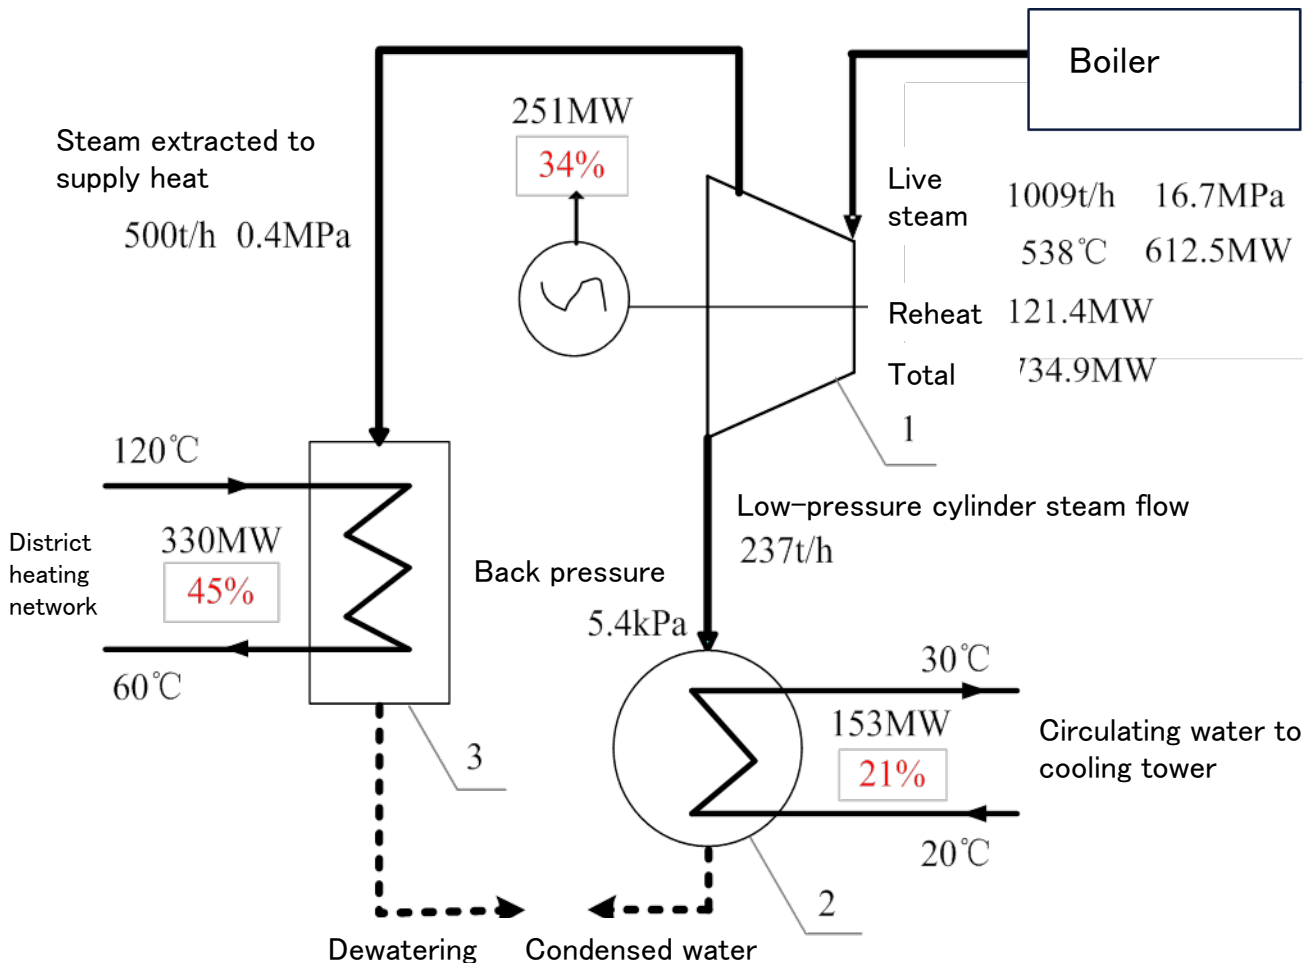 Boiler
251MW
34%
Steam extracted to
supply heat
500t/h 0.4MPa
Live
steam
1009t/h 16.7MPa
538℃ 612.5MW
Reheat 121.4MW
Total 734.9MW
1
120℃
District
heating
network
330MW
45%
60℃
Low-pressure cylinder steam flow
237t/h
Back pressure
5.4kPa
30℃
153MW
21%
Circulating water to
cooling tower
20℃
3
2
Dewatering
Condensed water